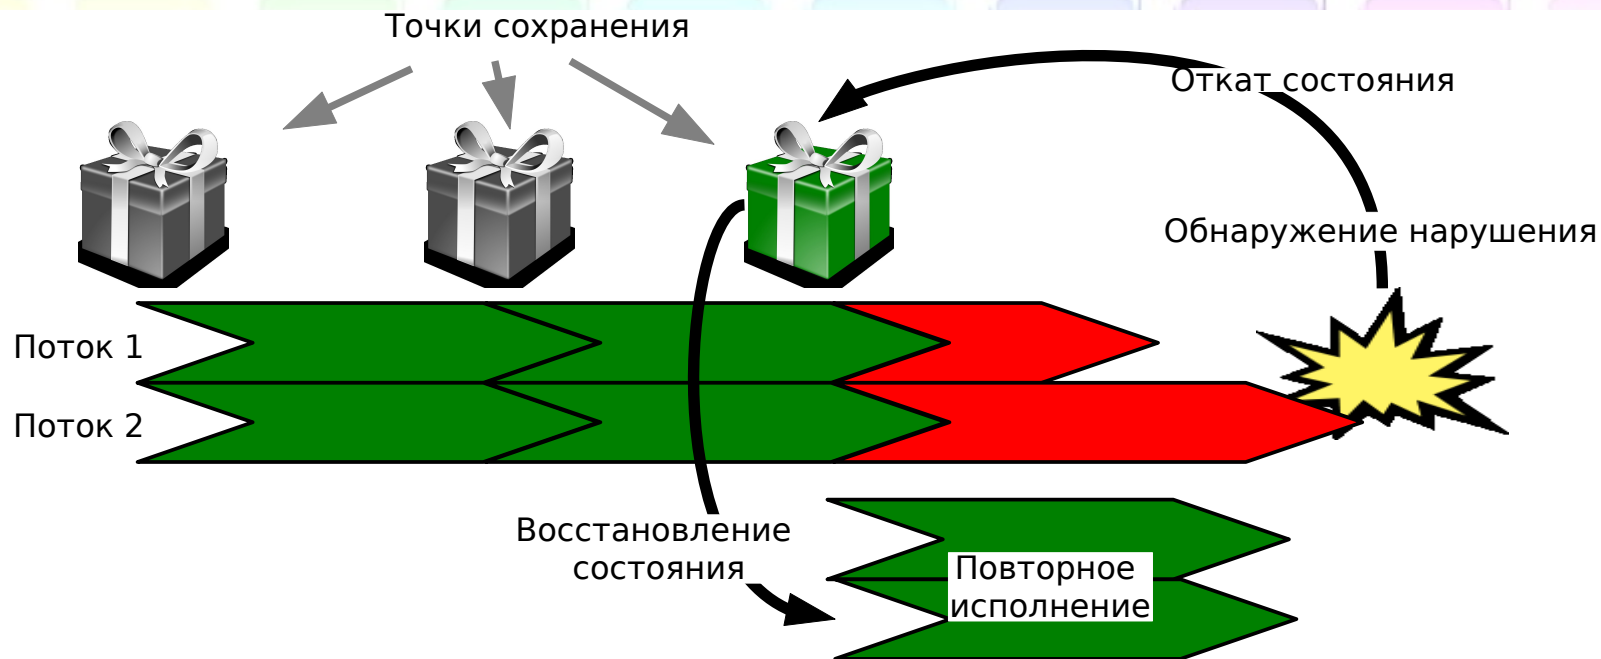 Точки сохранения
Откат состояния
Обнаружение нарушения
Поток 1
Поток 2
Восстановление
состояния
Повторное
исполнение